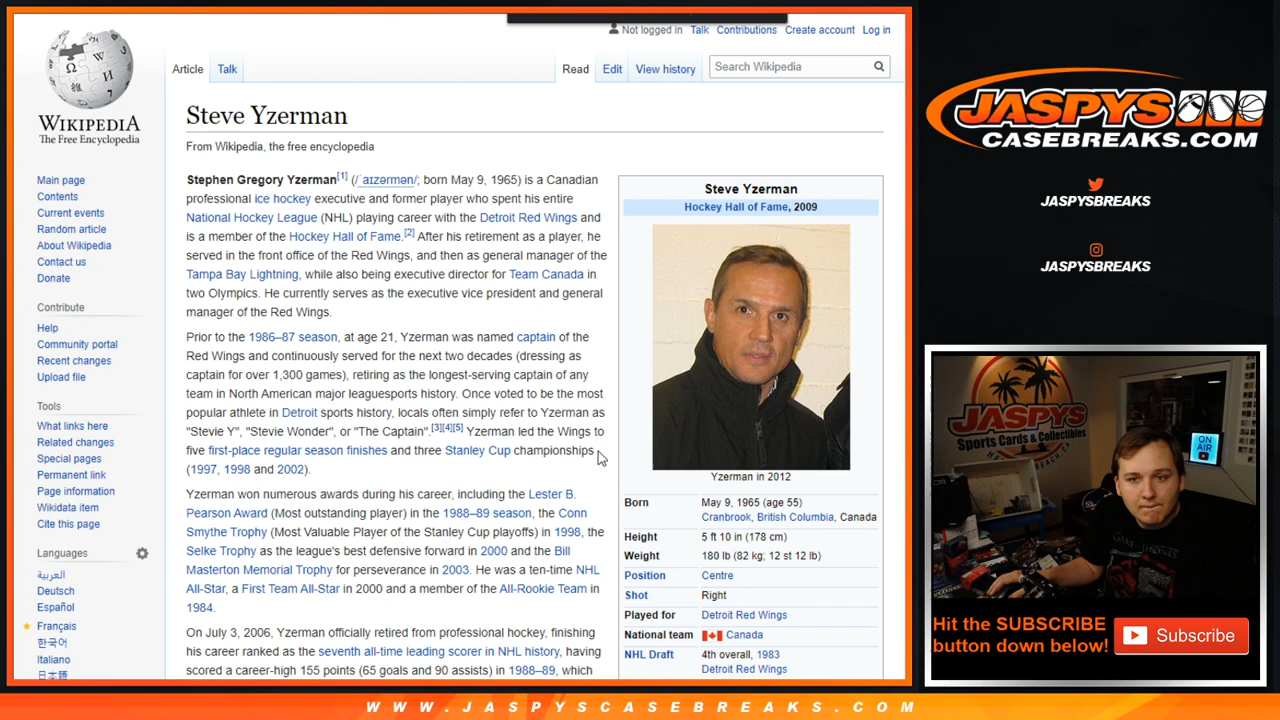 Not logged in Talk Contributions Create account Log in
Article Talk Read Edit View history Search Wikipedia
WIKIPEDIA
The Free Encyclopedia
Main page
Contents
Current events
Random article
About Wikipedia
Contact us
Donate
Contribute
Help
Community portal
Recent changes
Upload file
Tools
What links here
Related changes
Special pages
Permanent link
Page information
Wikidata item
Cite this page
Languages
العربية
Deutsch
Español
Français
한국어
Italiano
日本語
Steve Yzerman
From Wikipedia, the free encyclopedia
Stephen Gregory Yzerman[1] (/ˈaɪzərmən/; born May 9, 1965) is a Canadian
professional ice hockey executive and former player who spent his entire
National Hockey League (NHL) playing career with the Detroit Red Wings and
is a member of the Hockey Hall of Fame.[2] After his retirement as a player, he
served in the front office of the Red Wings, and then as general manager of the
Tampa Bay Lightning, while also being executive director for Team Canada in
two Olympics. He currently serves as the executive vice president and general
manager of the Red Wings.
Prior to the 1986–87 season, at age 21, Yzerman was named captain of the
Red Wings and continuously served for the next two decades (dressing as
captain for over 1,300 games), retiring as the longest-serving captain of any
team in North American major leaguesports history. Once voted to be the most
popular athlete in Detroit sports history, locals often simply refer to Yzerman as
"Stevie Y", "Stevie Wonder", or "The Captain".[3][4][5] Yzerman led the Wings to
five first-place regular season finishes and three Stanley Cup championships
(1997, 1998 and 2002).
Yzerman won numerous awards during his career, including the Lester B.
Pearson Award (Most outstanding player) in the 1988–89 season, the Conn
Smythe Trophy (Most Valuable Player of the Stanley Cup playoffs) in 1998, the
Selke Trophy as the league's best defensive forward in 2000 and the Bill
Masterton Memorial Trophy for perseverance in 2003. He was a ten-time NHL
All-Star, a First Team All-Star in 2000 and a member of the All-Rookie Team in
1984.
On July 3, 2006, Yzerman officially retired from professional hockey, finishing
his career ranked as the seventh all-time leading scorer in NHL history, having
scored a career-high 155 points (65 goals and 90 assists) in 1988–89, which
Steve Yzerman
Hockey Hall of Fame, 2009
Yzerman in 2012
Born May 9, 1965 (age 55)
Cranbrook, British Columbia, Canada
Height 5 ft 10 in (178 cm)
Weight 180 lb (82 kg; 12 st 12 lb)
Position Centre
Shot Right
Played for Detroit Red Wings
National team Canada
NHL Draft 4th overall, 1983
Detroit Red Wings
JASPYS
CASEBREAKS.COM
JASPYSBREAKS
JASPYSBREAKS
JASPYS
Sports Cards & Collectibles
ON
AIR
Hit the SUBSCRIBE
button down below!
Subscribe
WWW.JASPYSCASEBREAKS.COM